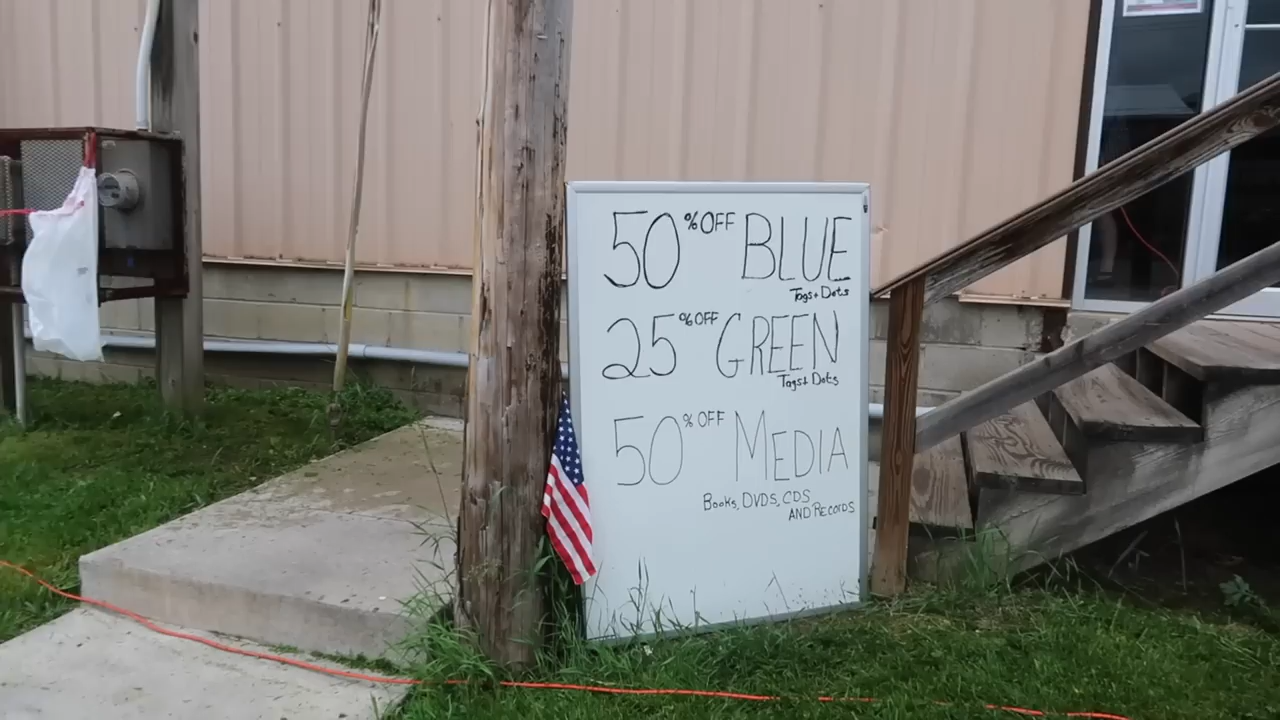 50 % OFF BLUE
Tags + Dots
25 % OFF GREEN
Tags + Dots
50 % OFF MEDIA
Books, DVDS, CDS
AND RECORDS